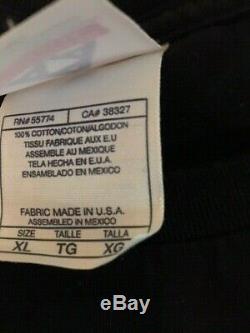 RN# 55774 CA# 38327
100% COTTON/COTON/ALGODON
TISSU FABRIQUE AUX E.U
ASSEMBLE AU MEXIQUE
TELA HECHA EN E.U.A.
ENSAMBLADO EN MEXICO
FABRIC MADE IN U.S.A.
ASSEMBLED IN MEXICO
SIZE TAILLE TALLA
XL TG XG